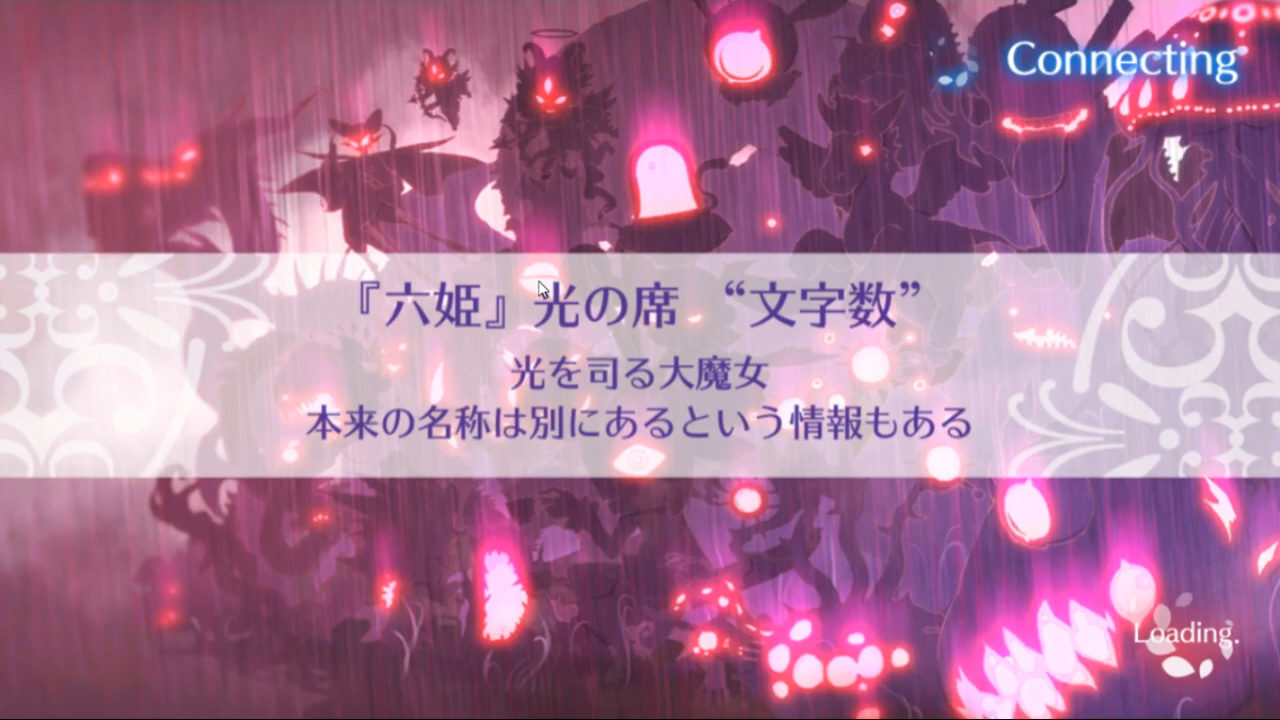 Connecting
『六姫』光の席 “文字数”
光を司る大魔女
本来の名称は別にあるという情報もある
Loading.